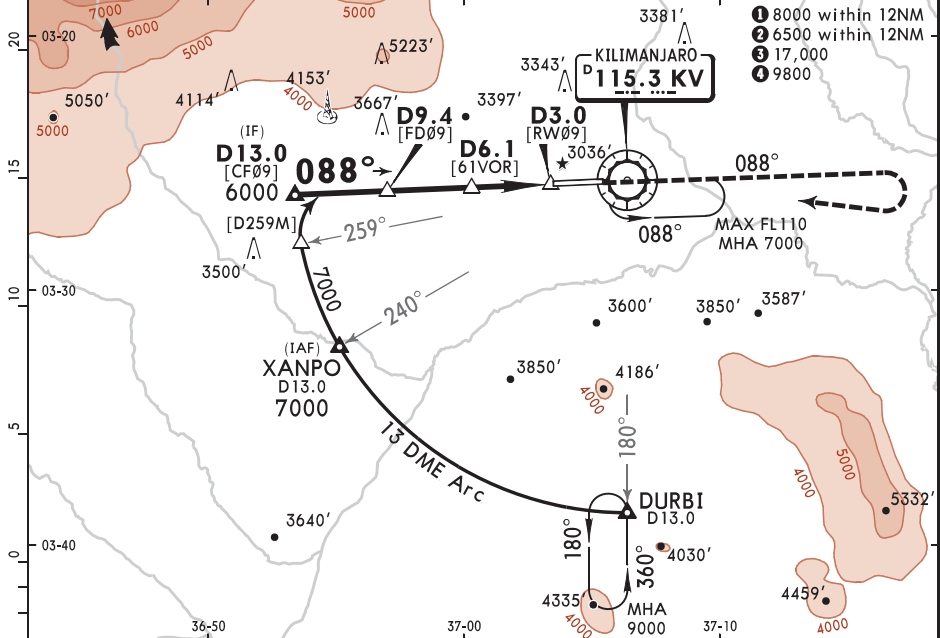 7000
6000
5000
5000
5223'
3381'
1 8000 within 12NM
2 6500 within 12NM
3 17,000
4 9800
20
03-20
KILIMANJARO
D 115.3 KV
4153'
4114'
4000
3343'
5050'
5000
3667'
3397'
D9.4
[FD09]
D3.0
[RW09]
3036'
(IF)
D13.0
[CF09]
6000
088°→
D6.1
[61VOR]
15
088°
[D259M]
259°
088°
MAX FL110
MHA 7000
3500'
7000
240°
10
03-30
3600'
3850'
3587'
(IAF)
XANPO
D13.0
7000
3850'
4186'
4000
180°
5
13 DME Arc
4000
5000
5332'
DURBI
D13.0
3640'
180°
360°
4030'
0
03-40
4335'
4000
MHA
9000
4459'
4000
36-50
37-00
37-10